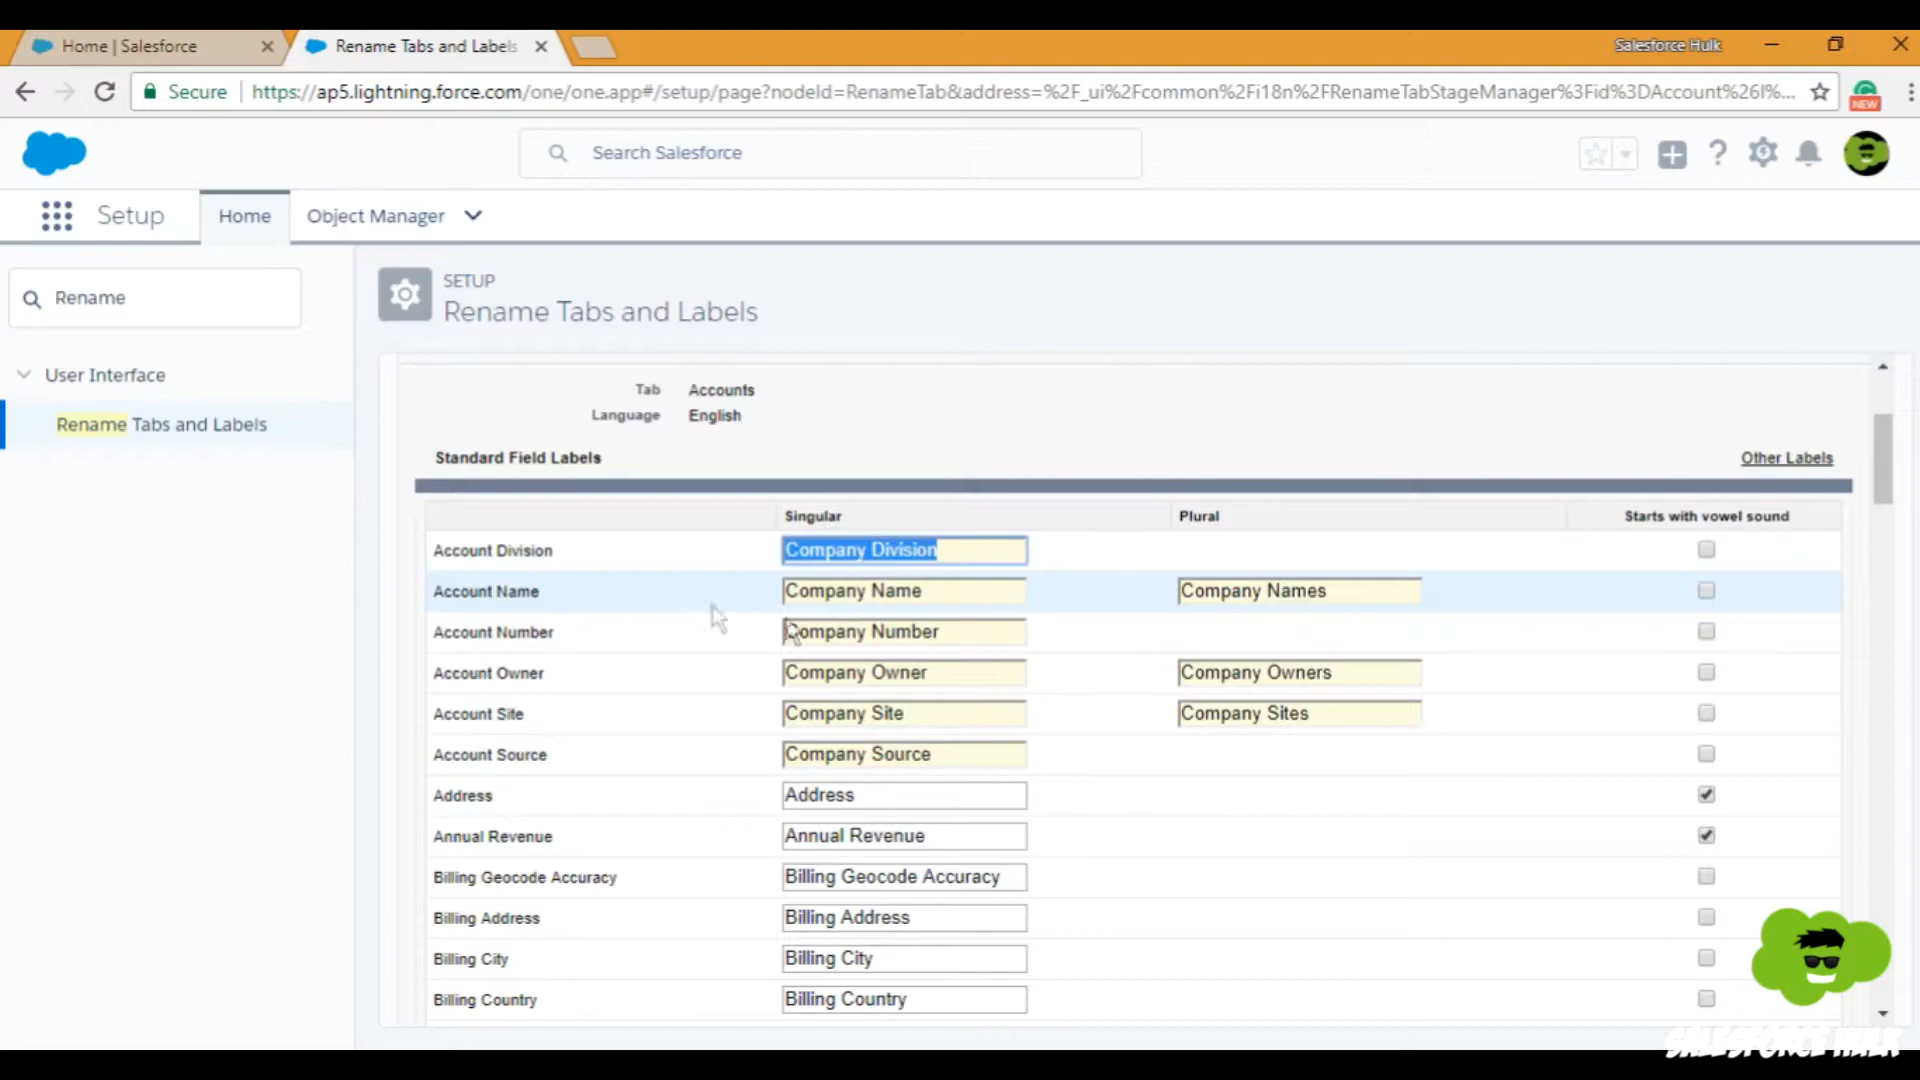 Home | Salesforce
Rename Tabs and Labels
Salesforce Hulk
Secure
https://ap5.lightning.force.com/one/one.app#/setup/page?nodeId=RenameTab&address=%2F_ui%2Fcommon%2Fi18n%2FRenameTabStageManager%3Fid%3DAccount%26l%...
NEW
Search Salesforce
Setup
Home
Object Manager
Rename
User Interface
Rename Tabs and Labels
SETUP
Rename Tabs and Labels
Tab Accounts
Language English
Standard Field Labels
Other Labels
Singular Plural Starts with vowel sound
Account Division Company Division
Account Name Company Name Company Names
Account Number Company Number
Account Owner Company Owner Company Owners
Account Site Company Site Company Sites
Account Source Company Source
Address Address
Annual Revenue Annual Revenue
Billing Geocode Accuracy Billing Geocode Accuracy
Billing Address Billing Address
Billing City Billing City
Billing Country Billing Country
SALESFORCE HULK